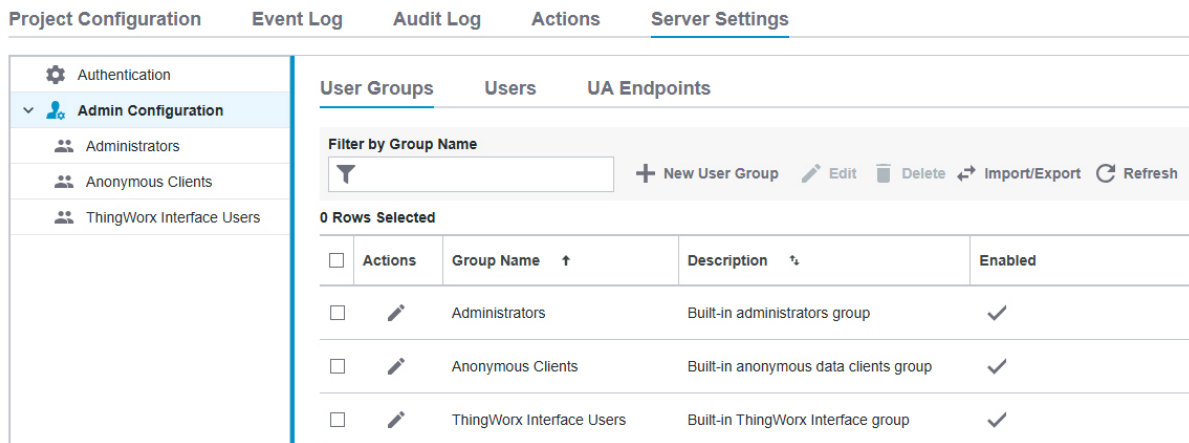 Project Configuration Event Log Audit Log Actions Server Settings
Authentication
Admin Configuration
Administrators
Anonymous Clients
ThingWorx Interface Users
User Groups Users UA Endpoints
Filter by Group Name
New User Group Edit Delete Import/Export Refresh
0 Rows Selected
Actions Group Name Description Enabled
Administrators Built-in administrators group
Anonymous Clients Built-in anonymous data clients group
ThingWorx Interface Users Built-in ThingWorx Interface group